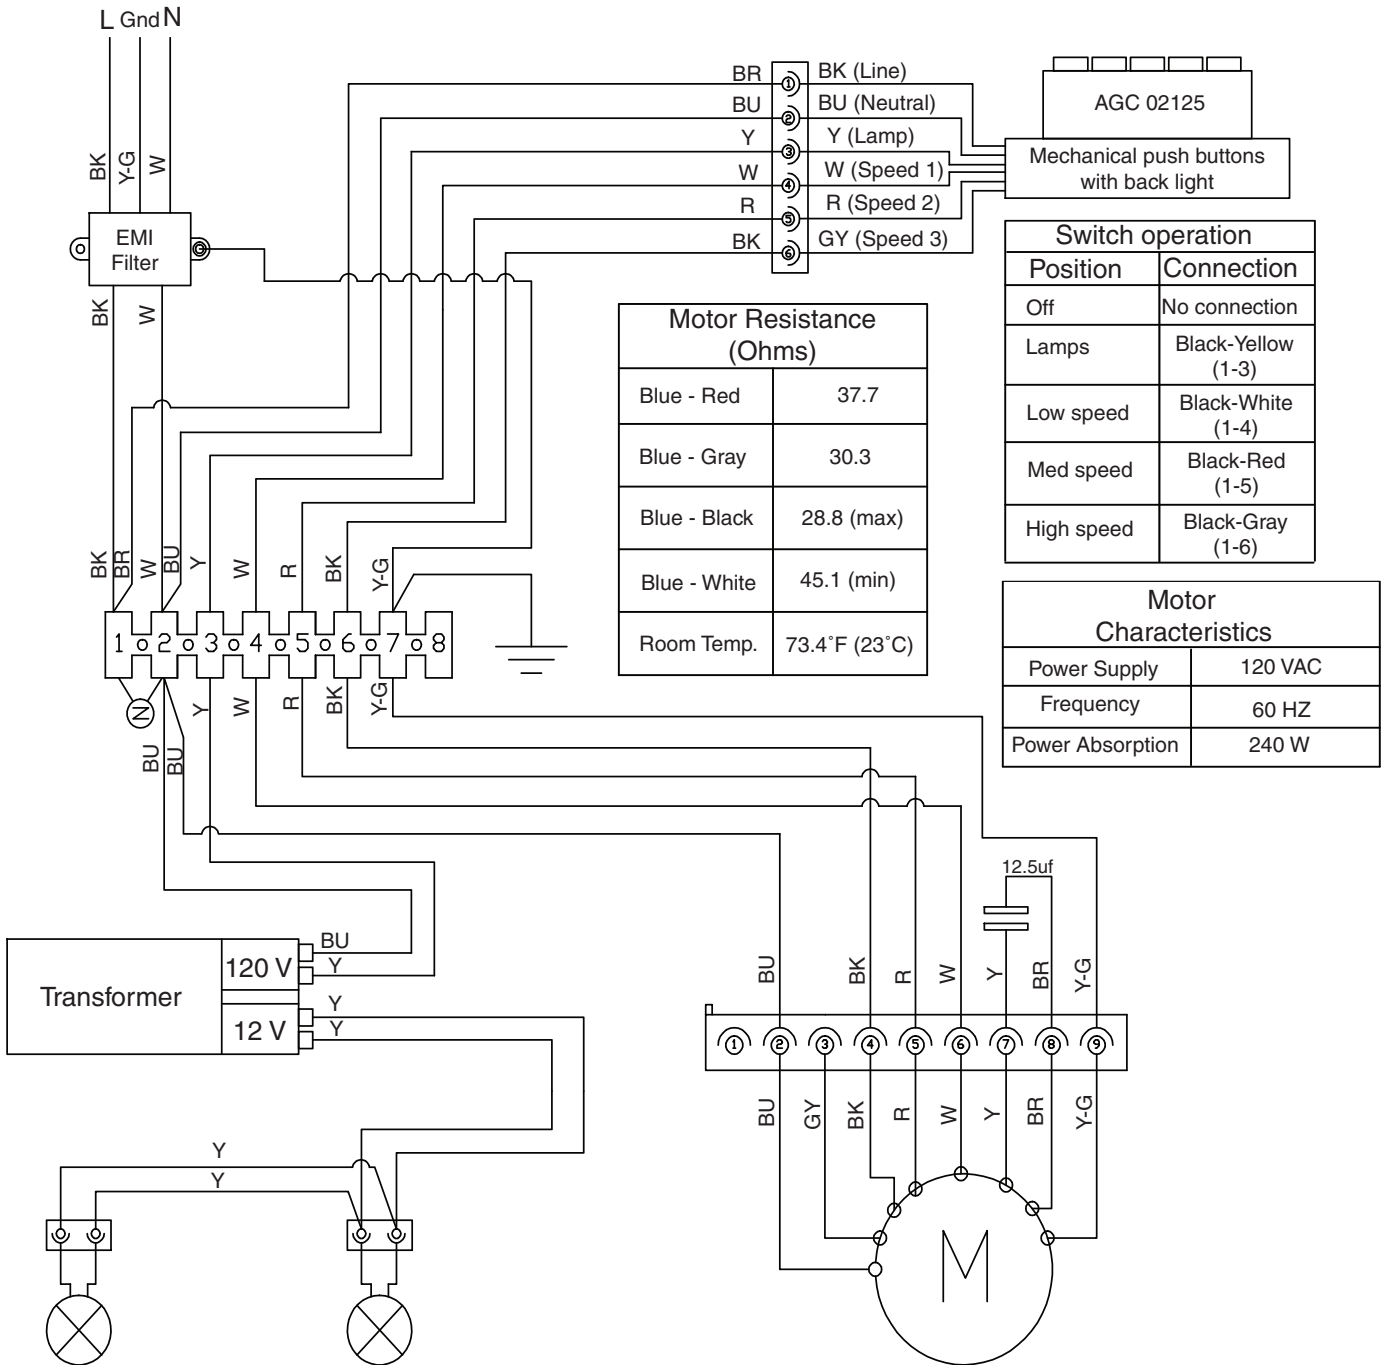 L Gnd N
BK
Y-G
W
EMI
Filter
BK
W
BR
BU
Y
W
R
BK
1
2
3
4
5
6
BK (Line)
BU (Neutral)
Y (Lamp)
W (Speed 1)
R (Speed 2)
GY (Speed 3)
AGC 02125
Mechanical push buttons
with back light
Switch operation
Position Connection
Off No connection
Lamps Black-Yellow
(1-3)
Low speed Black-White
(1-4)
Med speed Black-Red
(1-5)
High speed Black-Gray
(1-6)
Motor Resistance
(Ohms)
Blue - Red 37.7
Blue - Gray 30.3
Blue - Black 28.8 (max)
Blue - White 45.1 (min)
Room Temp. 73.4˚F (23˚C)
Motor
Characteristics
Power Supply 120 VAC
Frequency 60 HZ
Power Absorption 240 W
BK
BR
W
BU
Y
W
R
BK
Y-G
1 2 3 4 5 6 7 8
N
BU
BU
Y
W
R
BK
Y-G
12.5uf
Transformer
120 V
12 V
BU
Y
Y
Y
BU
BK
R
W
Y
BR
Y-G
1 2 3 4 5 6 7 8 9
BU
GY
BK
R
W
Y
BR
Y-G
Y
Y
M